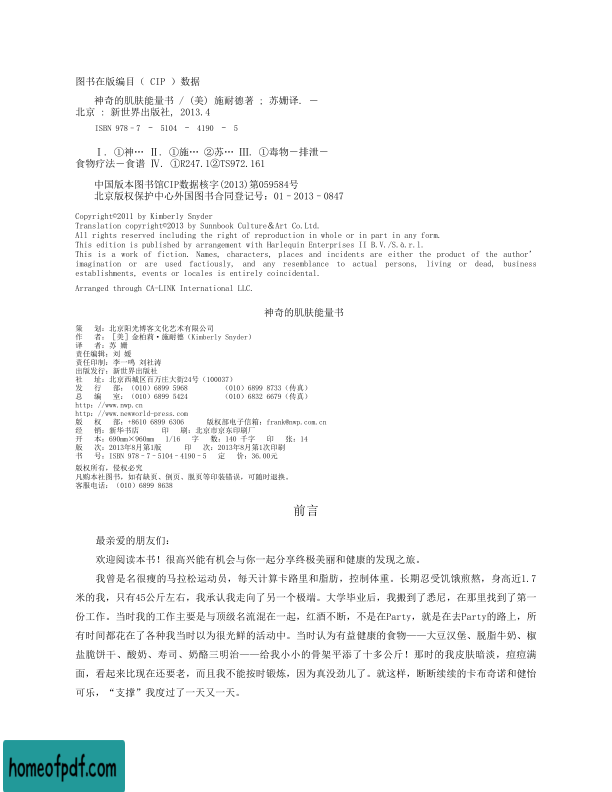 图书在版编目（ CIP ）数据
神奇的肌肤能量书 / (美) 施耐德著 ; 苏姗译. －
北京 : 新世界出版社, 2013.4
ISBN 978－7 － 5104 － 4190 － 5
Ⅰ. ①神… Ⅱ. ①施… ②苏… Ⅲ. ①毒物－排泄－
食物疗法－食谱 Ⅳ. ①R247.1②TS972.161
中国版本图书馆CIP数据核字(2013)第059584号
北京版权保护中心外国图书合同登记号: 01－2013－0847
Copyright©2011 by Kimberly Snyder
Translation copyright©2013 by Sunnbook Culture＆Art Co.Ltd.
All rights reserved including the right of reproduction in whole or in part in any form.
This edition is published by arrangement with Harlequin Enterprises II B.V./S.à.r.l.
This is a work of fiction. Names, characters, places and incidents are either the product of the author’
imagination or are used factiously, and any resemblance to actual persons, living or dead, business
establishments, events or locales is entirely coincidental.
Arranged through CA-LINK International LLC.
神奇的肌肤能量书
策 划: 北京阳光博客文化艺术有限公司
作 者: ［美］金柏莉·施耐德（Kimberly Snyder）
译 者: 苏 姗
责任编辑: 刘 媛
责任印制: 李一鸣 刘社涛
出版发行: 新世界出版社
社 址: 北京西城区百万庄大街24号（100037）
发 行 部: （010）6899 5968 （010）6899 8733（传真）
总 编 室: （010）6899 5424 （010）6832 6679（传真）
http: //www.nwp.cn
http: //www.newworld-press.com
版 权 部: +8610 6899 6306 版权部电子信箱: frank@nwp.com.cn
经 销: 新华书店 印 刷: 北京市京东印刷厂
开 本: 690mm×960mm 1/16 字 数: 140 千字 印 张: 14
版 次: 2013年8月第1版 印 次: 2013年8月第1次印刷
书 号: ISBN 978－7－5104－4190－5 定 价: 36.00元
版权所有, 侵权必究
凡购本社图书, 如有缺页、倒页、脱页等印装错误, 可随时退换。
客服电话: （010）6899 8638
前言
最亲爱的朋友们：
欢迎阅读本书！很高兴能有机会与你一起分享终极美丽和健康的发现之旅。
我曾是名很瘦的马拉松运动员，每天计算卡路里和脂肪，控制体重。长期忍受饥饿煎熬，身高近1.7
米的我，只有45公斤左右，我承认我走向了另一个极端。大学毕业后，我搬到了悉尼，在那里找到了第一
份工作。当时我的工作主要是与顶级名流混在一起，红酒不断，不是在Party，就是在去Party的路上，所
有时间都花在了各种我当时以为很光鲜的活动中。当时认为有益健康的食物——大豆汉堡、脱脂牛奶、椒
盐脆饼干、酸奶、寿司、奶酪三明治——给我小小的骨架平添了十多公斤！那时的我皮肤暗淡，痘痘满
面，看起来比现在还要老，而且我不能按时锻炼，因为真没劲儿了。就这样，断断续续的卡布奇诺和健怡
可乐，“支撑”我度过了一天又一天。
homeofpdf.com